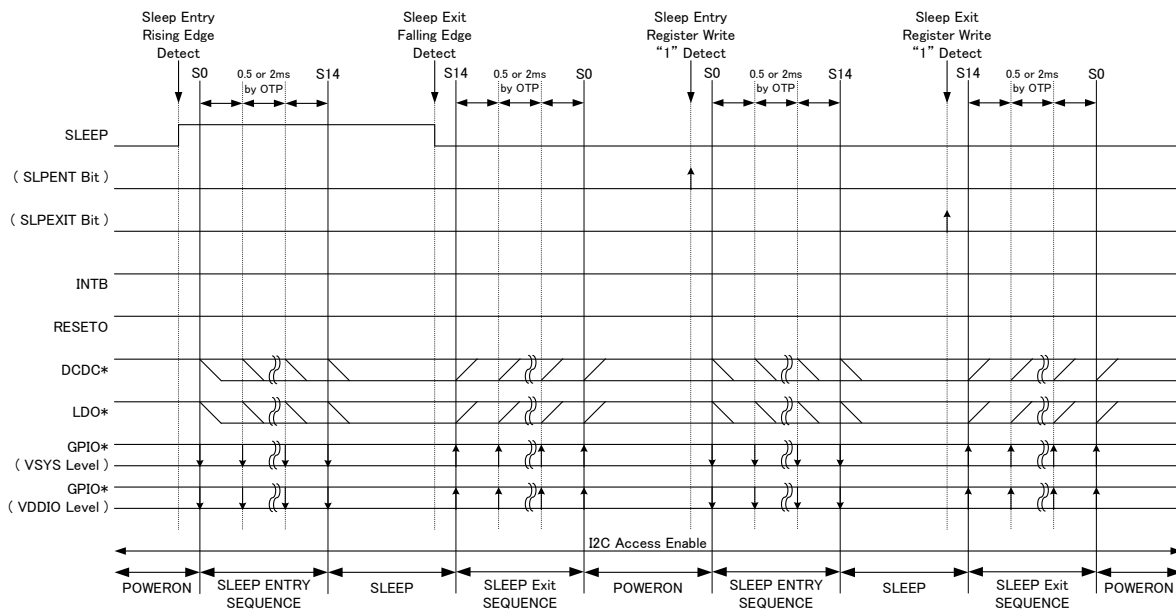 Sleep Entry
Rising Edge
Detect
Sleep Exit
Falling Edge
Detect
Sleep Entry
Register Write
“1” Detect
Sleep Exit
Register Write
“1” Detect
S0
0.5 or 2ms
by OTP
S14
S14
0.5 or 2ms
by OTP
S0
S0
0.5 or 2ms
by OTP
S14
S14
0.5 or 2ms
by OTP
S0
SLEEP
( SLPENT Bit )
( SLPEXIT Bit )
INTB
RESETO
DCDC*
LDO*
GPIO*
( VSYS Level )
GPIO*
( VDDIO Level )
I2C Access Enable
POWERON
SLEEP ENTRY
SEQUENCE
SLEEP
SLEEP Exit
SEQUENCE
POWERON
SLEEP ENTRY
SEQUENCE
SLEEP
SLEEP Exit
SEQUENCE
POWERON